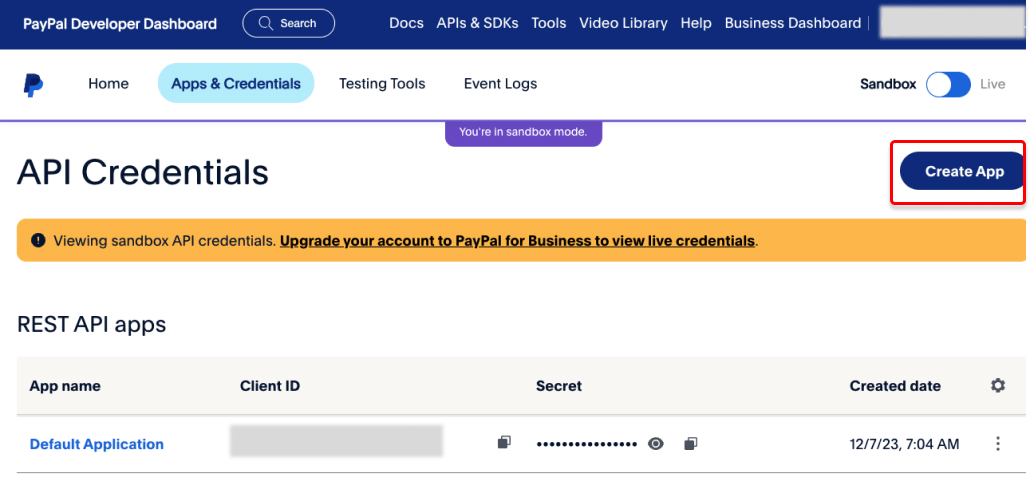 PayPal Developer Dashboard Search Docs APIs & SDKs Tools Video Library Help Business Dashboard
Home Apps & Credentials Testing Tools Event Logs Sandbox Live
You're in sandbox mode.
API Credentials Create App
Viewing sandbox API credentials. Upgrade your account to PayPal for Business to view live credentials.
REST API apps
App name Client ID Secret Created date
Default Application •••••••••••••••• 12/7/23, 7:04 AM